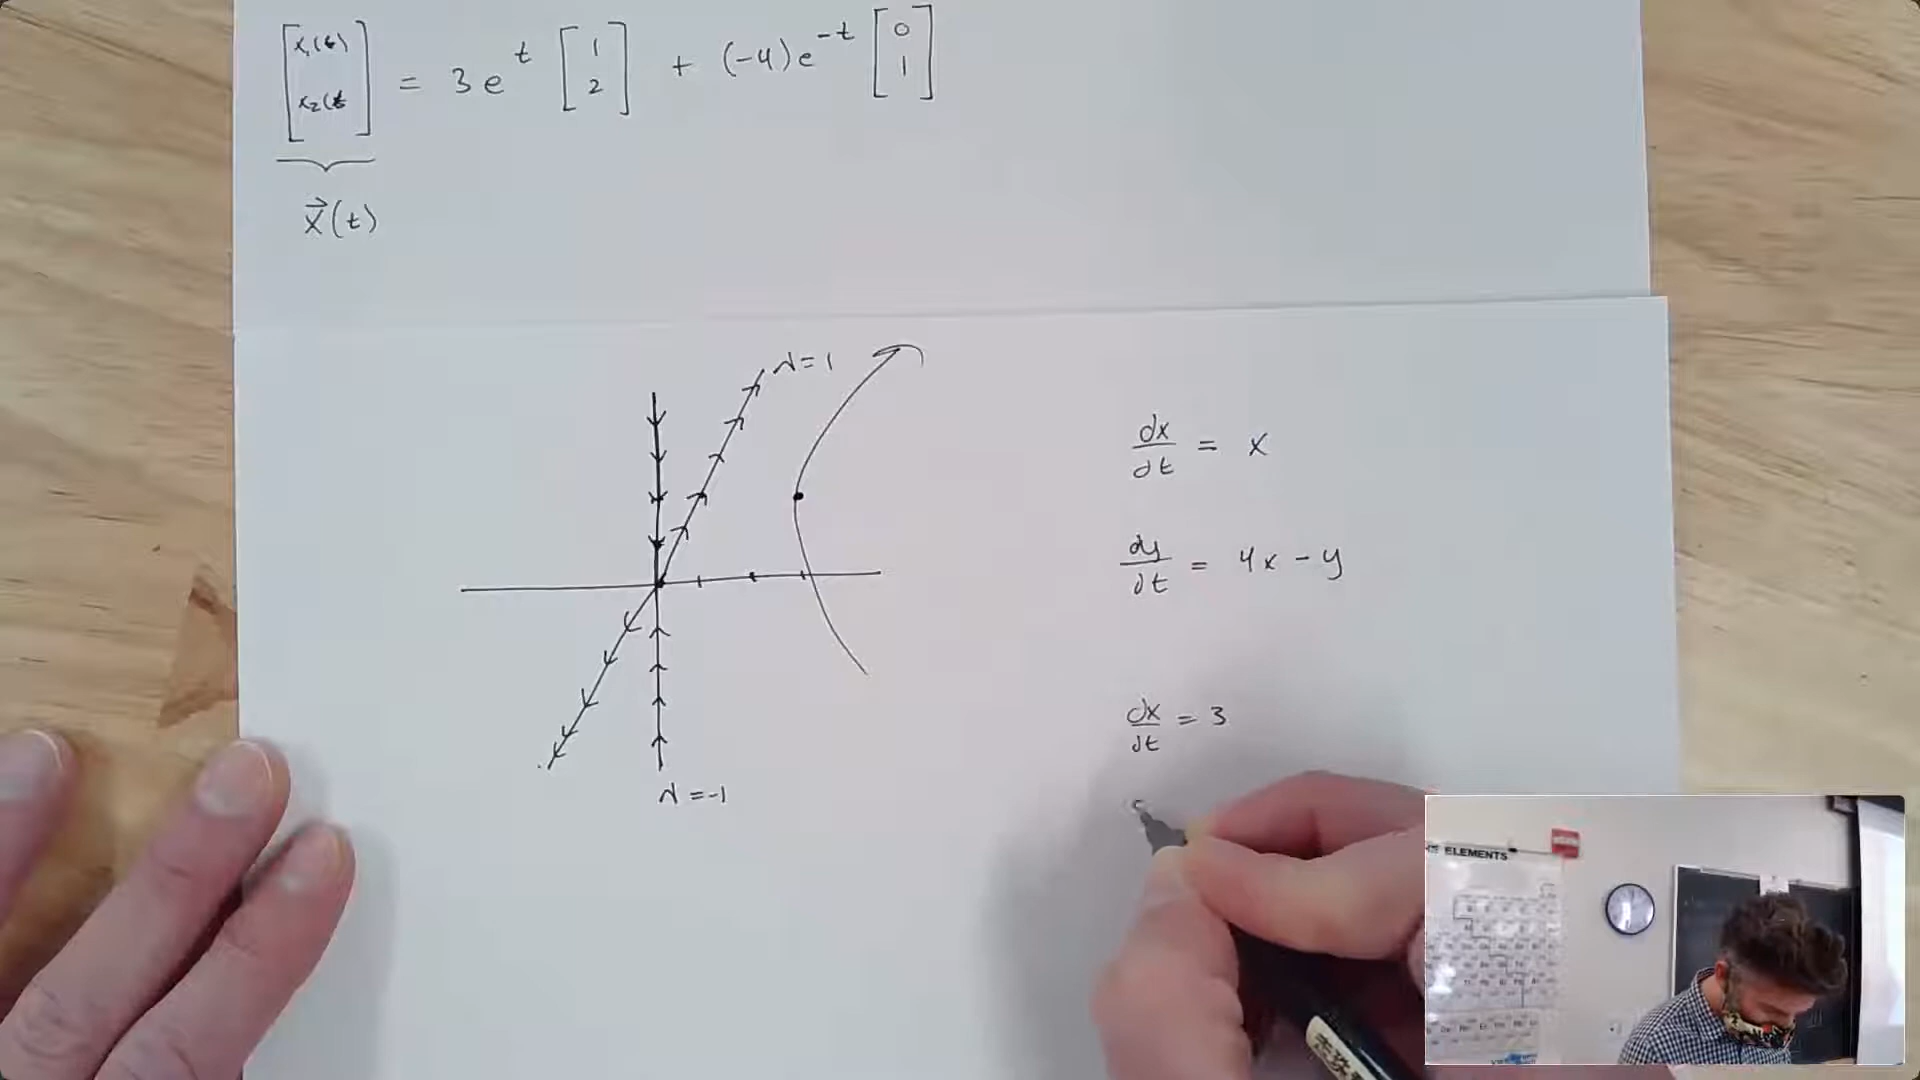 [x₁(t) x₂(t] = 3e^t [1 2] + (-4)e^-t [0 1]
x⃗(t)
λ=1
dx/dt = x
dy/dt = 4x - y
dx/dt = 3
λ=-1
ELEMENTS